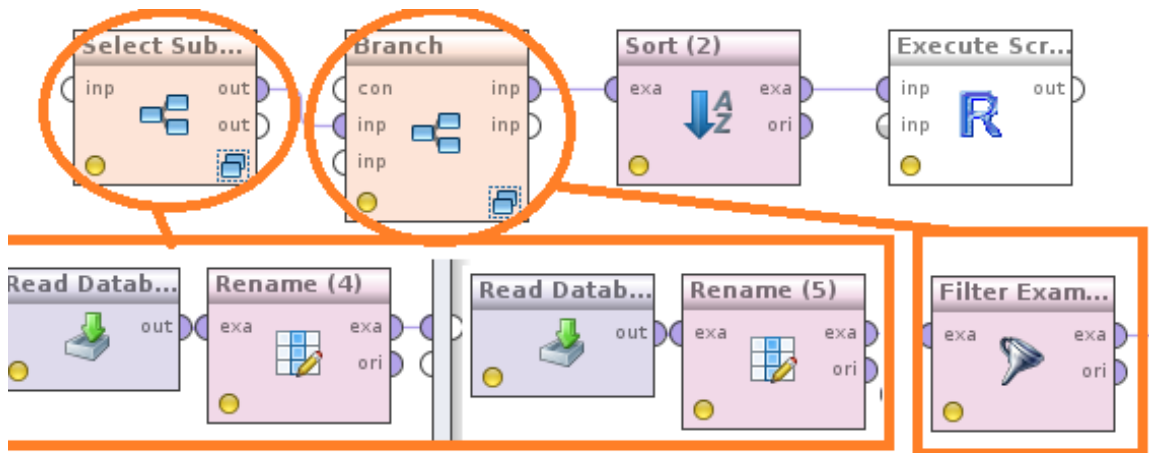 Select Sub...
inp
out
out
Branch
con
inp
inp
inp
inp
Sort (2)
exa
exa
ori
AZ
Execute Scr...
inp
out
inp
R
Read Datab...
out
Rename (4)
exa
exa
ori
Read Datab...
out
Rename (5)
exa
exa
ori
Filter Exam...
exa
exa
ori